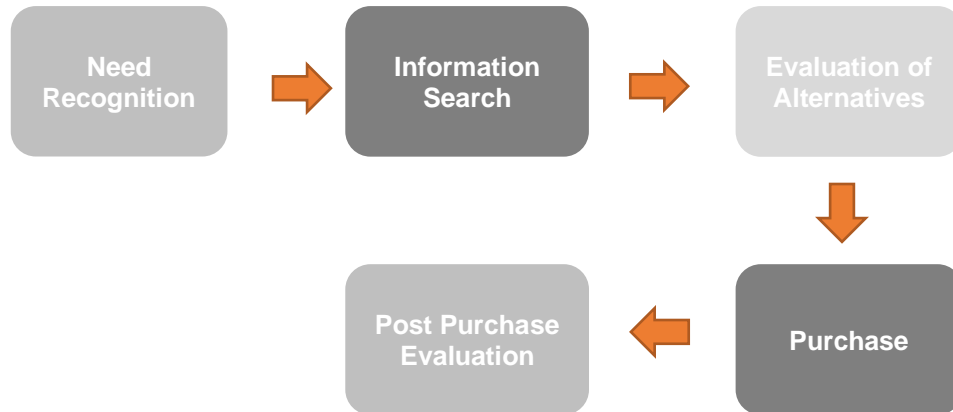 Need
Recognition
Information
Search
Evaluation of
Alternatives
Purchase
Post Purchase
Evaluation